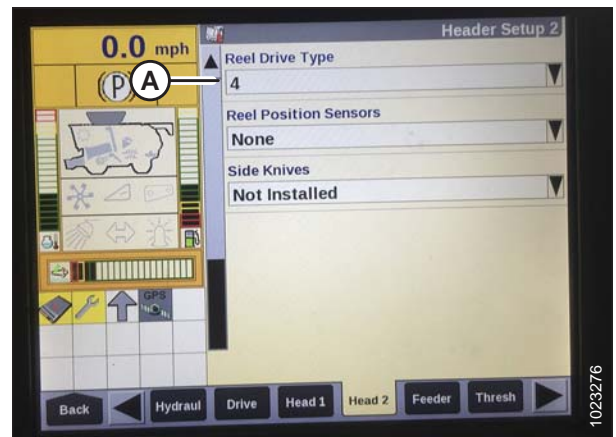 Header Setup 2
0.0 mph
(P)
A
Reel Drive Type
4
Reel Position Sensors
None
Side Knives
Not Installed
GPS
Back
Hydraul
Drive
Head 1
Head 2
Feeder
Thresh
1023276